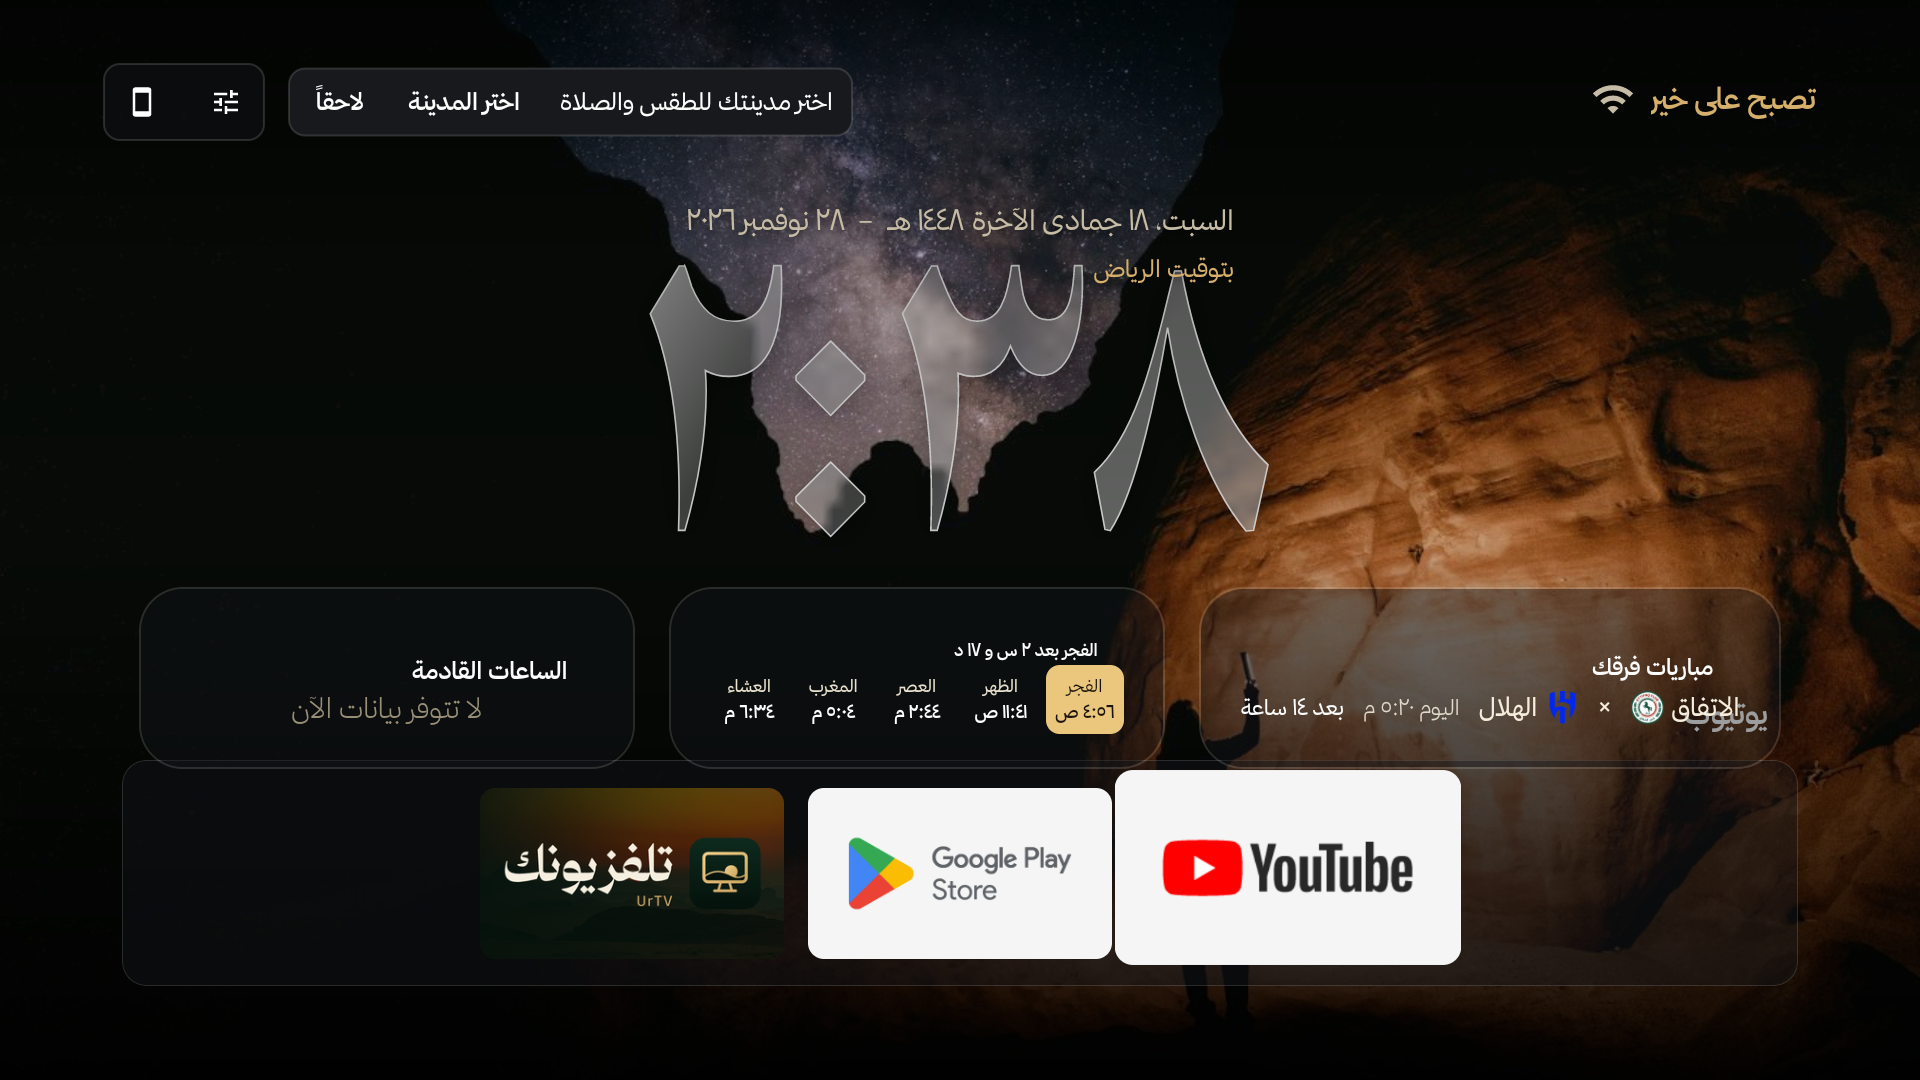 تصبح على خير
اختر مدينتك للطقس والصلاة
اختر المدينة
لاحقاً
السبت، ١٨ جمادى الآخرة ١٤٤٨ هـ – ٢٨ نوفمبر ٢٠٢٦
بتوقيت الرياض
٢:٣٨
مباريات فرقك
الاتفاق × الهلال اليوم ٥:٢٠ م بعد ١٤ ساعة
يوتيوب
الفجر بعد ٢ س و ١٧ د
الفجر الظهر العصر المغرب العشاء
٤:٥٦ ص ١١:٤١ ص ٢:٤٤ م ٥:٠٤ م ٦:٣٤ م
الساعات القادمة
لا تتوفر بيانات الآن
YouTube
Google Play
Store
تلفزيونك
UrTV